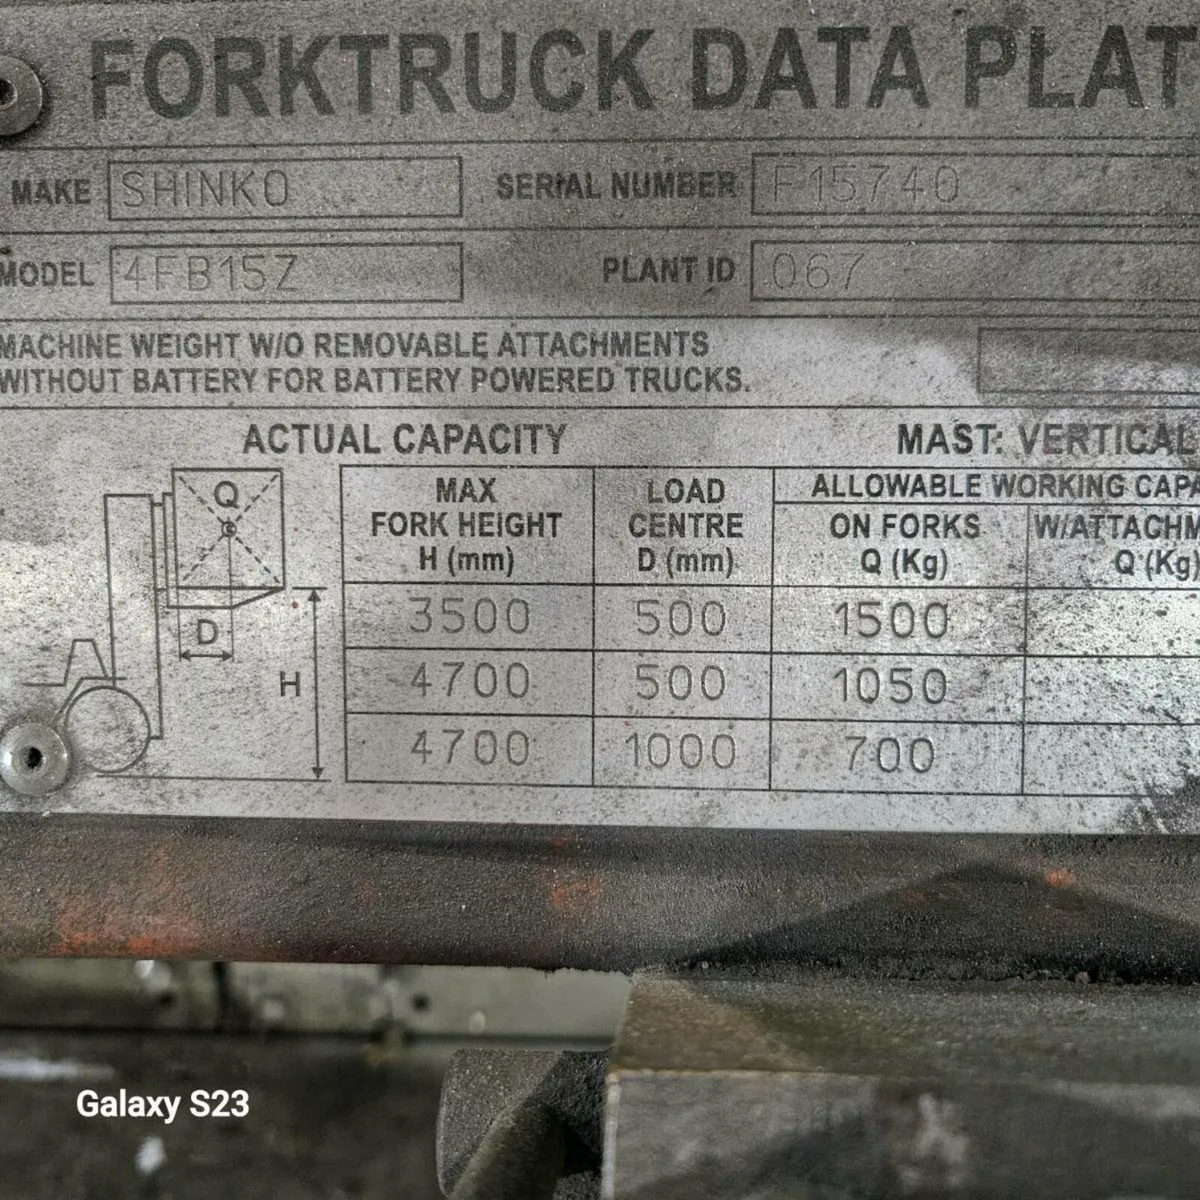 FORKTRUCK DATA PLAT
MAKE SHINKO SERIAL NUMBER F15740
MODEL 4FB15Z PLANT ID 067
MACHINE WEIGHT W/O REMOVABLE ATTACHMENTS
WITHOUT BATTERY FOR BATTERY POWERED TRUCKS.
ACTUAL CAPACITY MAST: VERTICAL
MAX FORK HEIGHT H (mm) LOAD CENTRE D (mm) ALLOWABLE WORKING CAPA
ON FORKS Q (Kg) W/ATTACHM Q (Kg)
3500 500 1500
4700 500 1050
4700 1000 700
Q
G
D
H
Galaxy S23